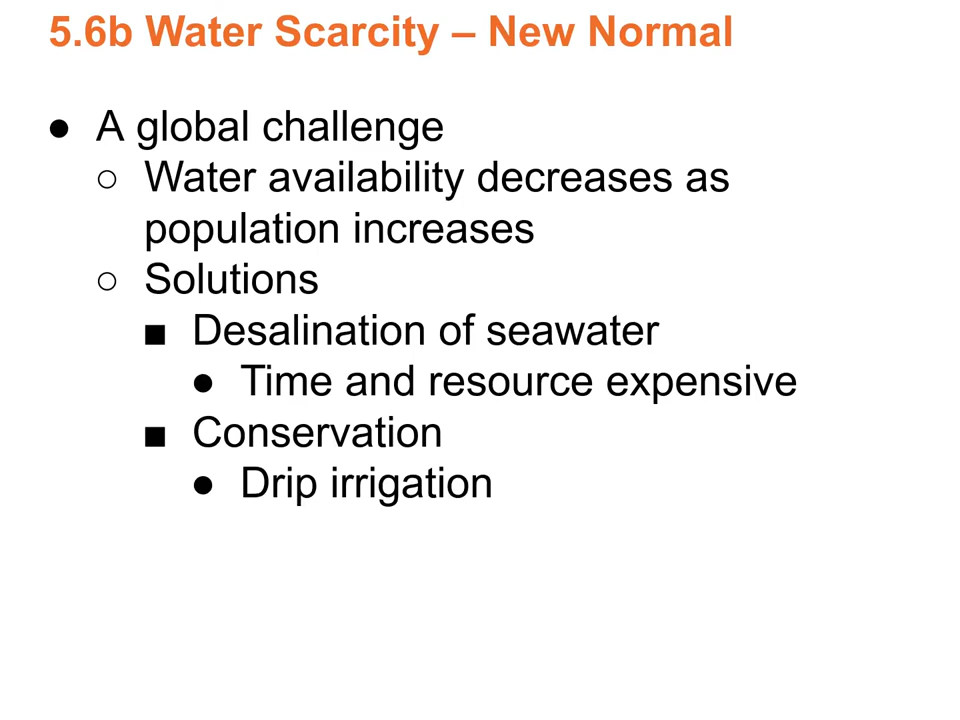 5.6b Water Scarcity – New Normal
● A global challenge
○ Water availability decreases as
population increases
○ Solutions
■ Desalination of seawater
● Time and resource expensive
■ Conservation
● Drip irrigation